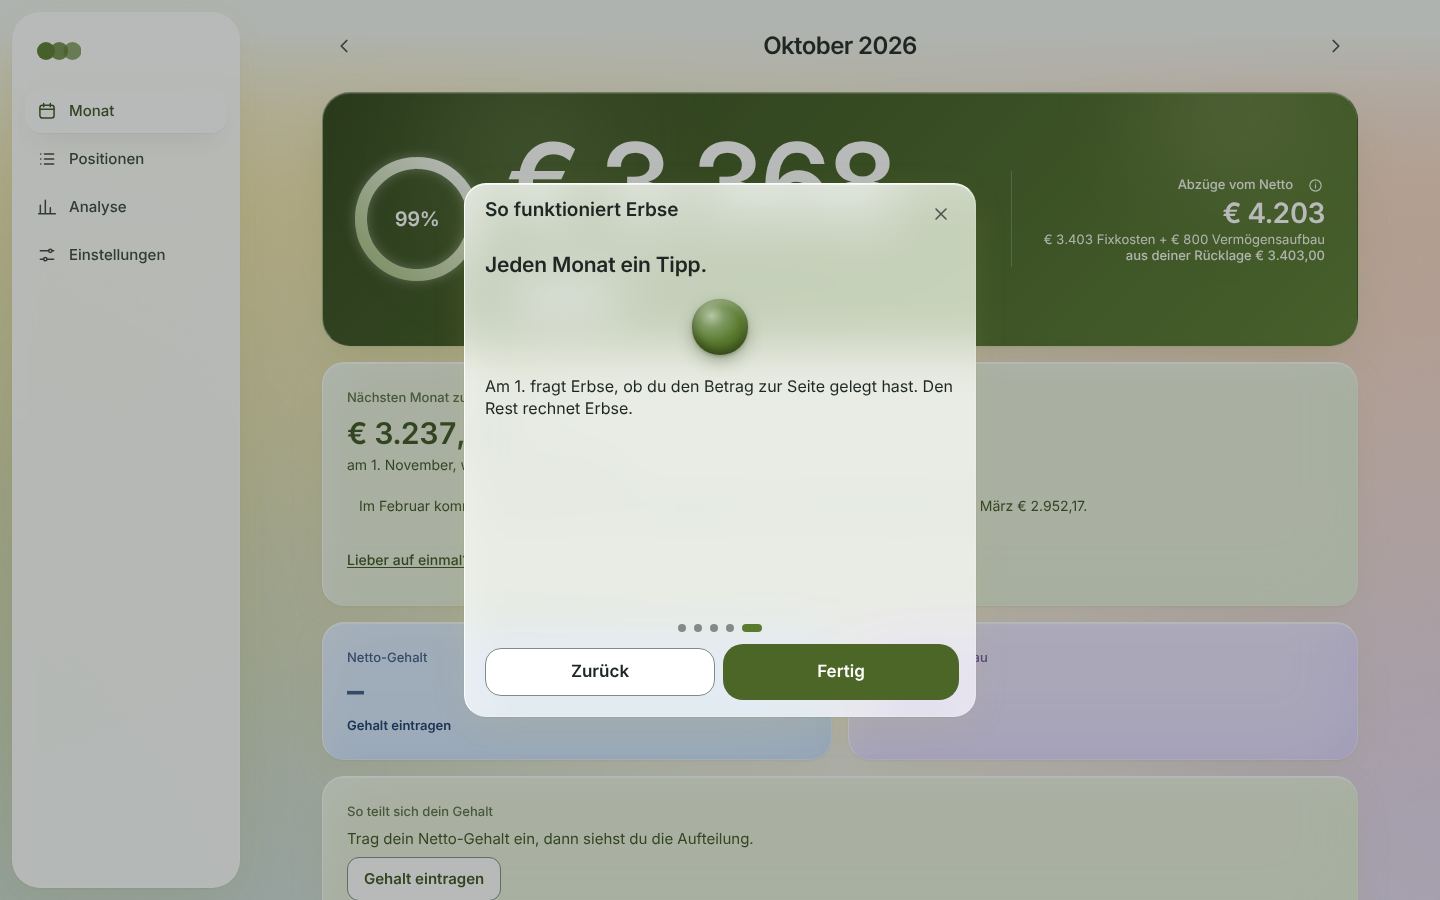 Oktober 2026
Monat
Positionen
Analyse
Einstellungen
99%
€ 3.368
Abzüge vom Netto
€ 4.203
€ 3.403 Fixkosten + € 800 Vermögensaufbau
aus deiner Rücklage € 3.403,00
So funktioniert Erbse
Jeden Monat ein Tipp.
Am 1. fragt Erbse, ob du den Betrag zur Seite gelegt hast. Den
Rest rechnet Erbse.
Zurück
Fertig
Nächsten Monat
€ 3.237,
am 1. November,
Im Februar
März € 2.952,17.
Lieber auf einmal
Netto-Gehalt
–
Gehalt eintragen
So teilt sich dein Gehalt
Trag dein Netto-Gehalt ein, dann siehst du die Aufteilung.
Gehalt eintragen